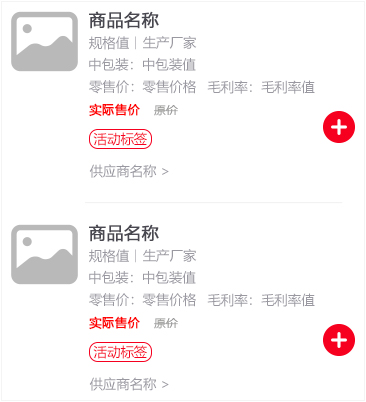 商品名称
规格值｜生产厂家
中包装：中包装值
零售价：零售价格 毛利率：毛利率值
实际售价 原价
活动标签
供应商名称 >
商品名称
规格值｜生产厂家
中包装：中包装值
零售价：零售价格 毛利率：毛利率值
实际售价 原价
活动标签
供应商名称 >